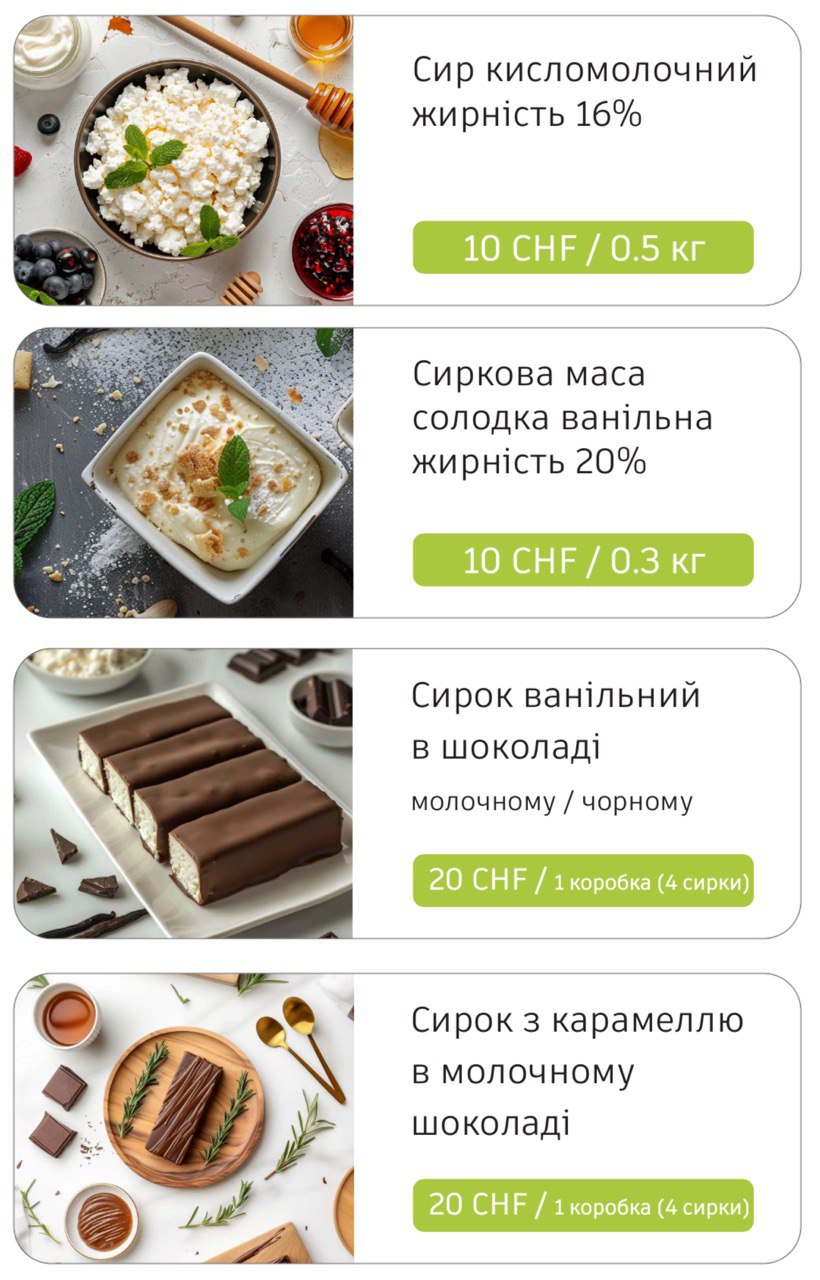 Сир кисломолочний
жирність 16%
10 CHF / 0.5 кг
Сиркова маса
солодка ванільна
жирність 20%
10 CHF / 0.3 кг
Сирок ванільний
в шоколаді
молочному / чорному
20 CHF / 1 коробка (4 сирки)
Сирок з карамеллю
в молочному
шоколаді
20 CHF / 1 коробка (4 сирки)